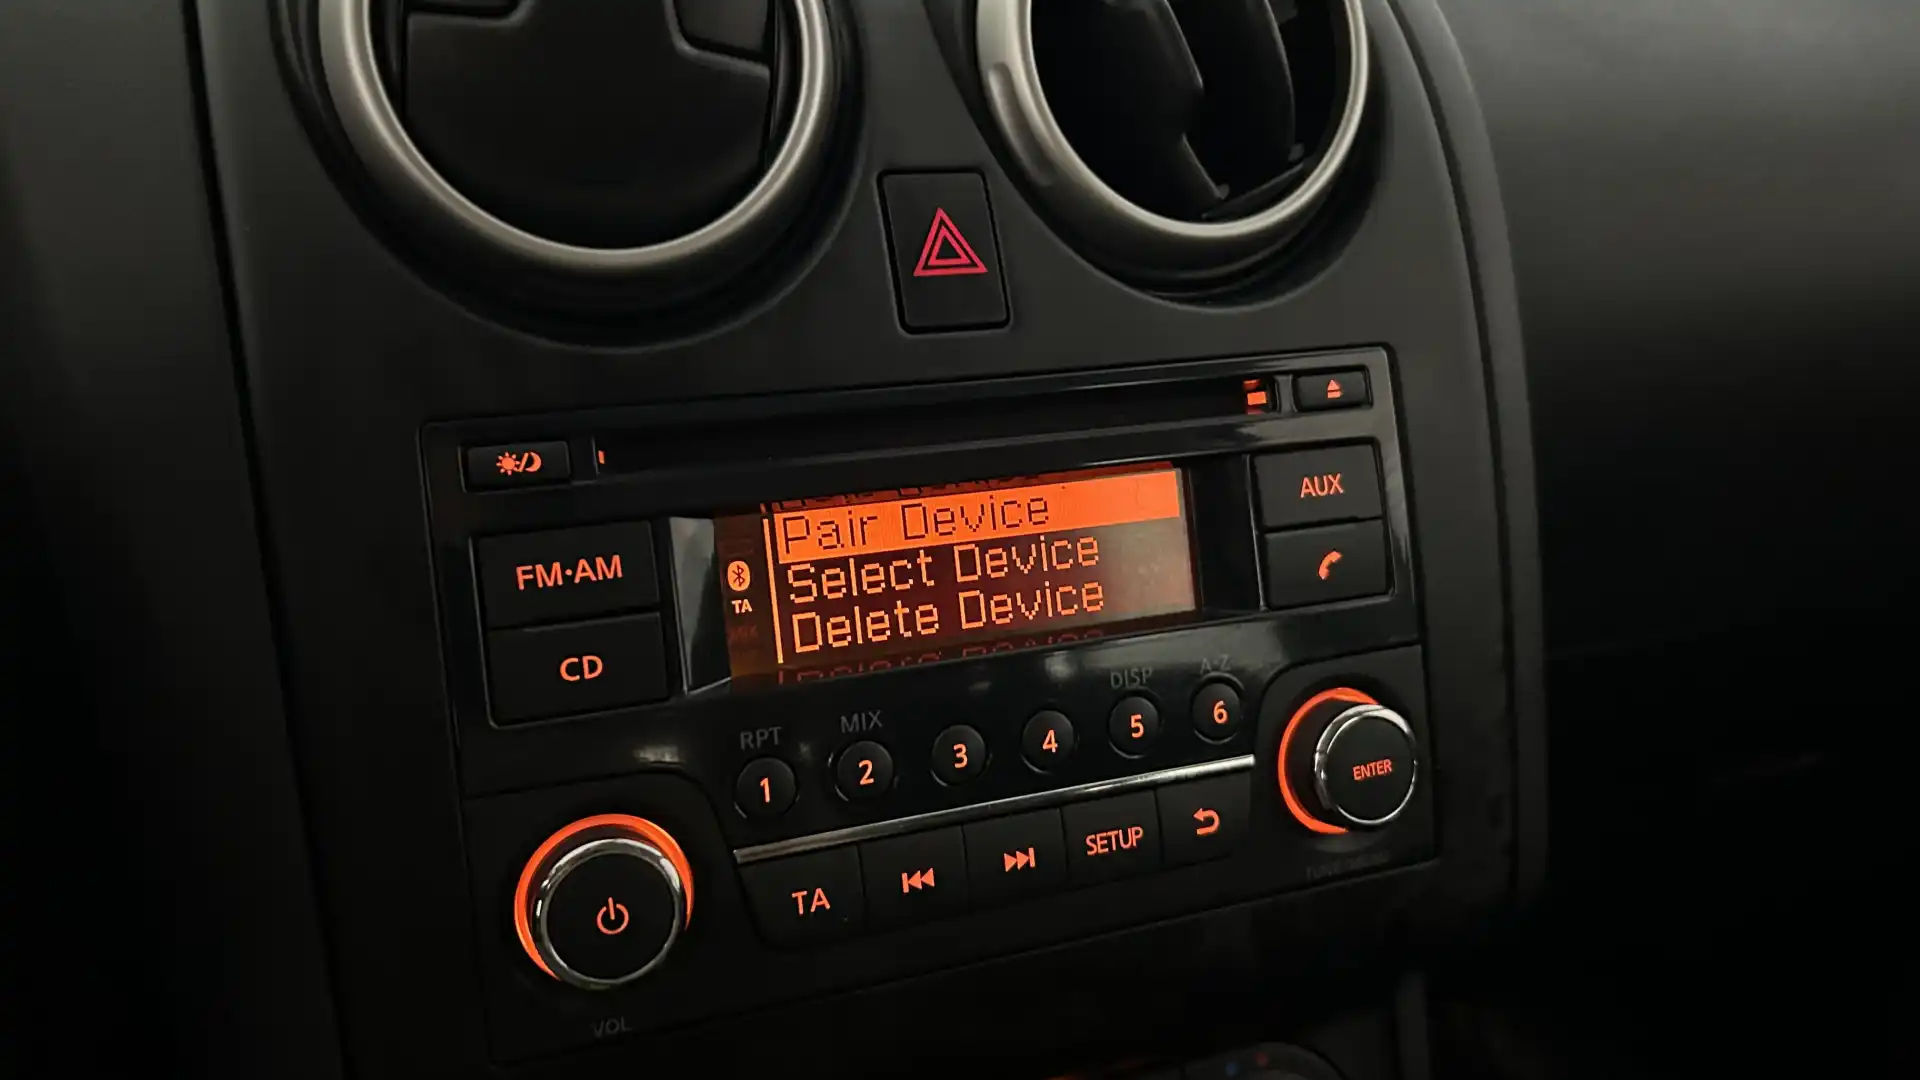 Pair Device
Select Device
Delete Device
TA
MIX
FM·AM
CD
AUX
RPT
MIX
DISP
A-Z
1
2
3
4
5
6
TA
SETUP
ENTER
VOL